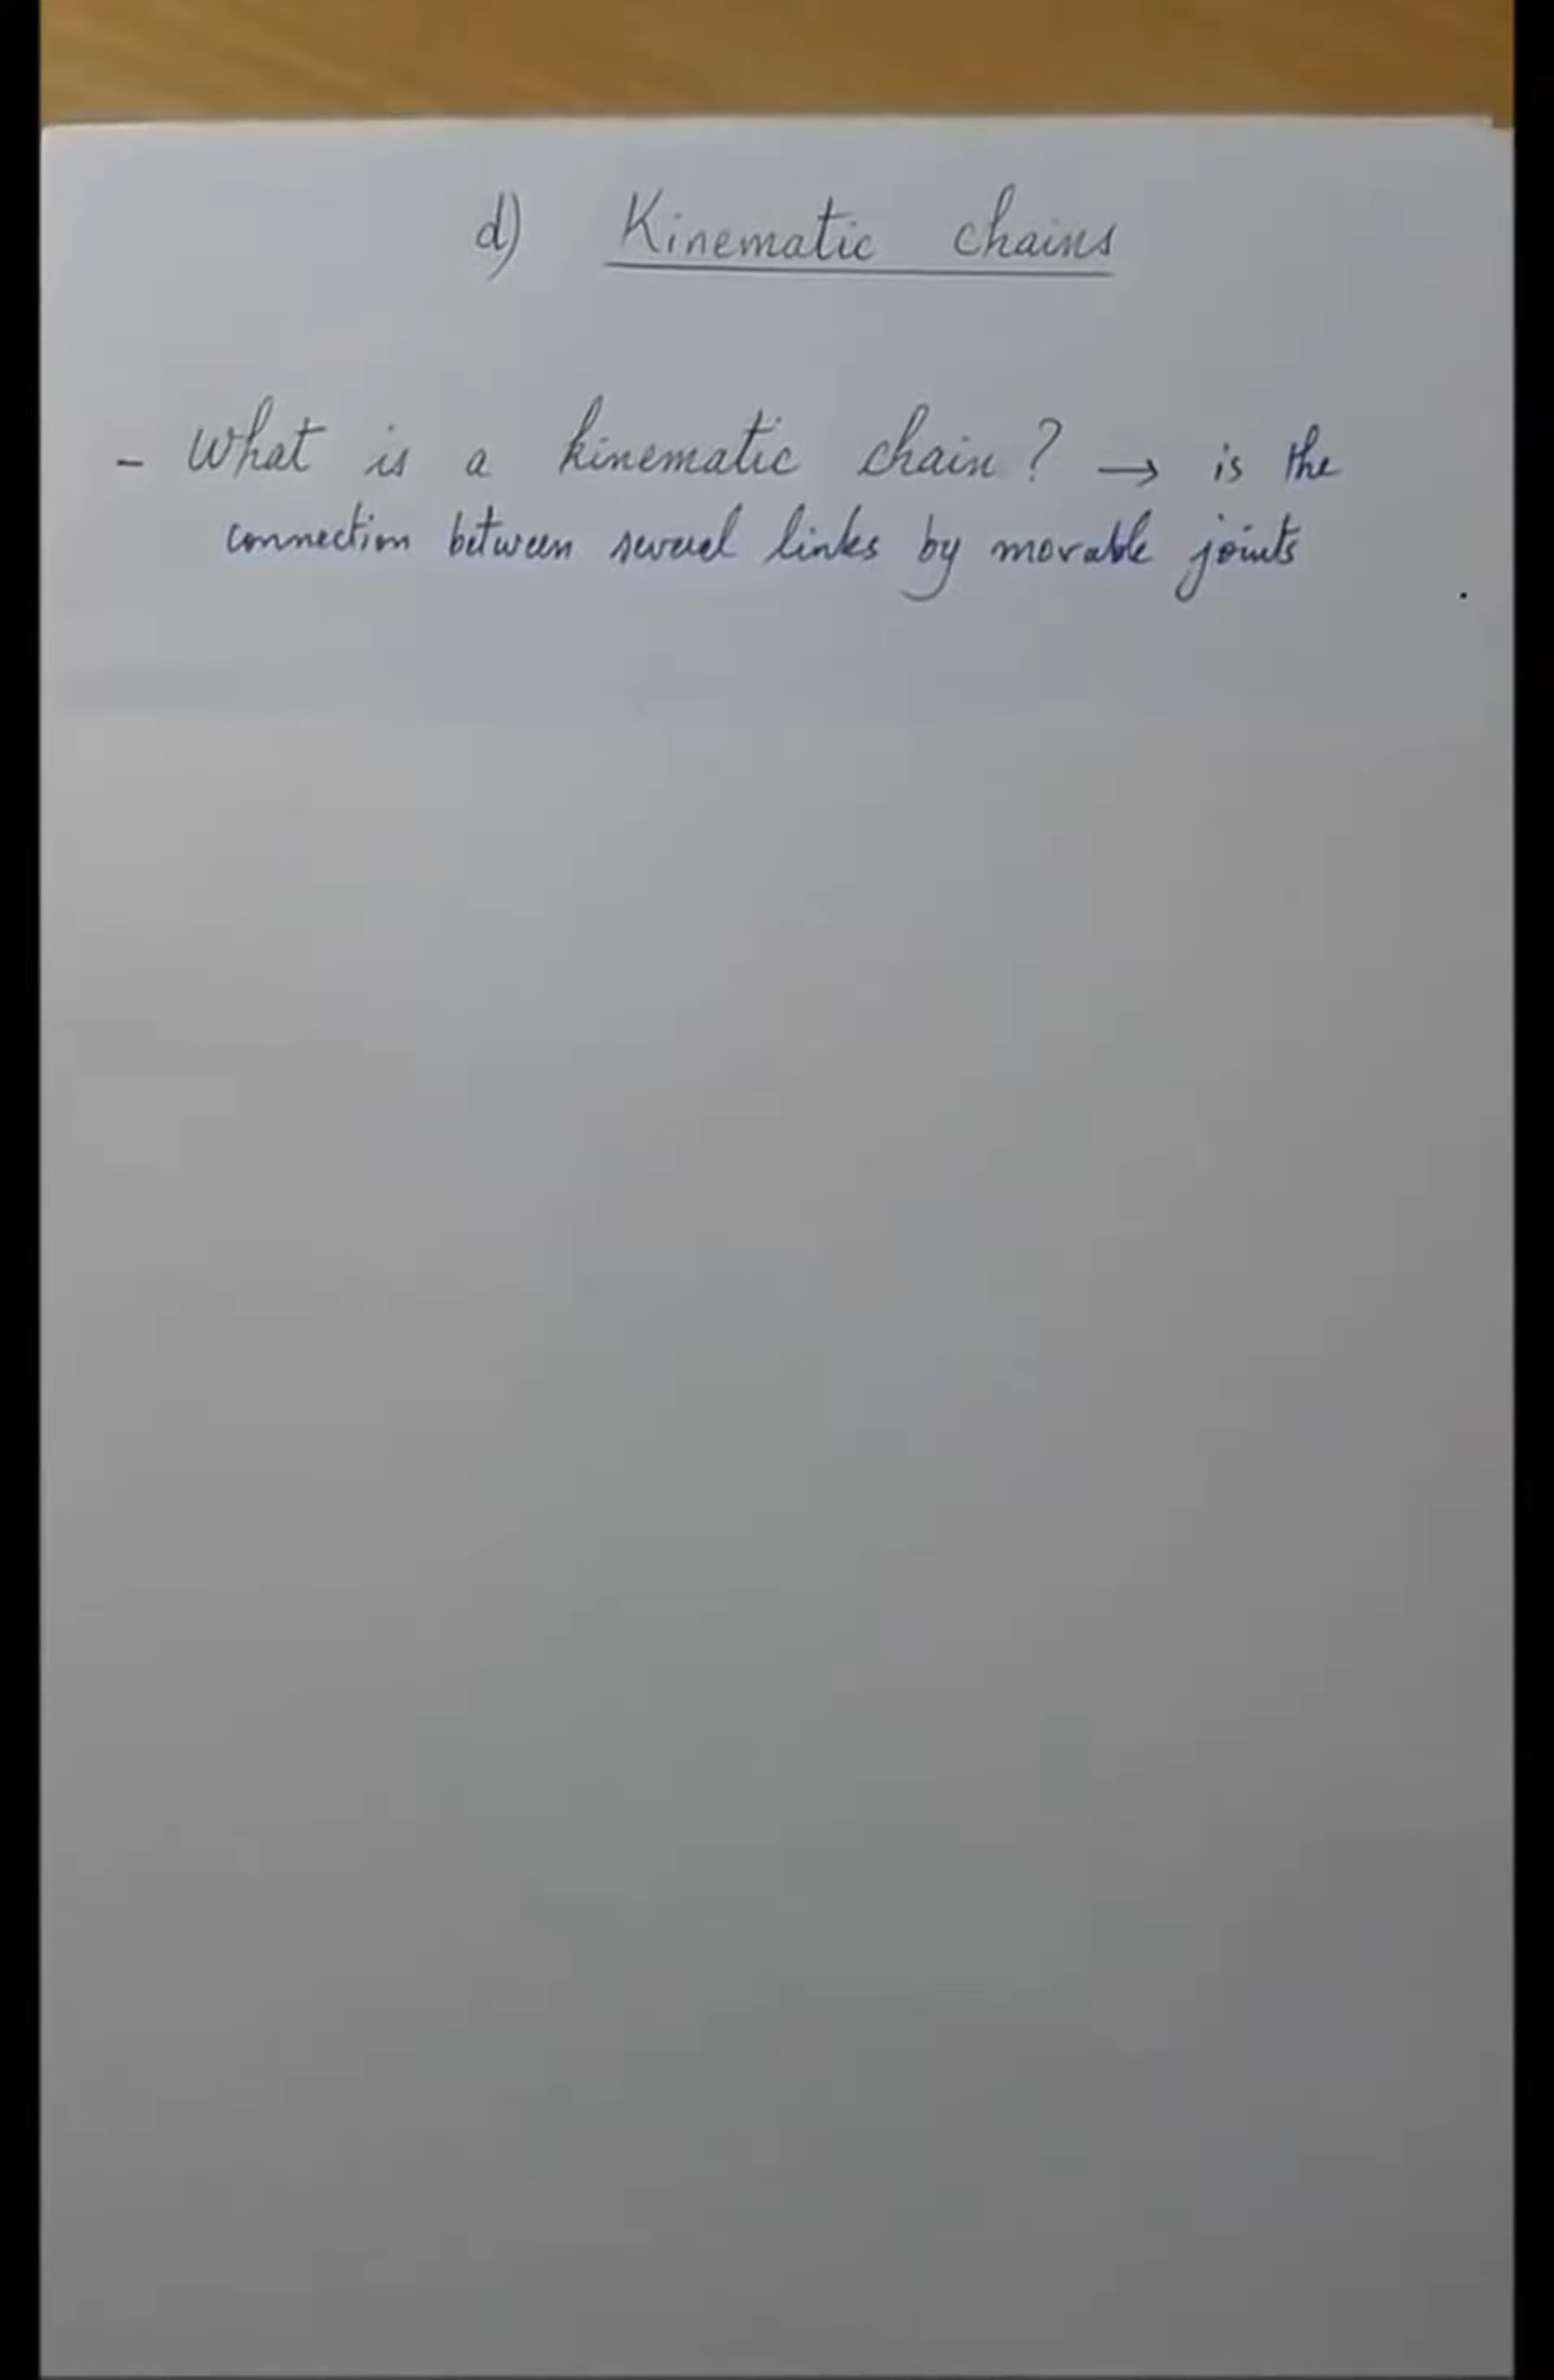 d) Kinematic chains
- What is a kinematic chain? → is the
connection between several links by movable joints